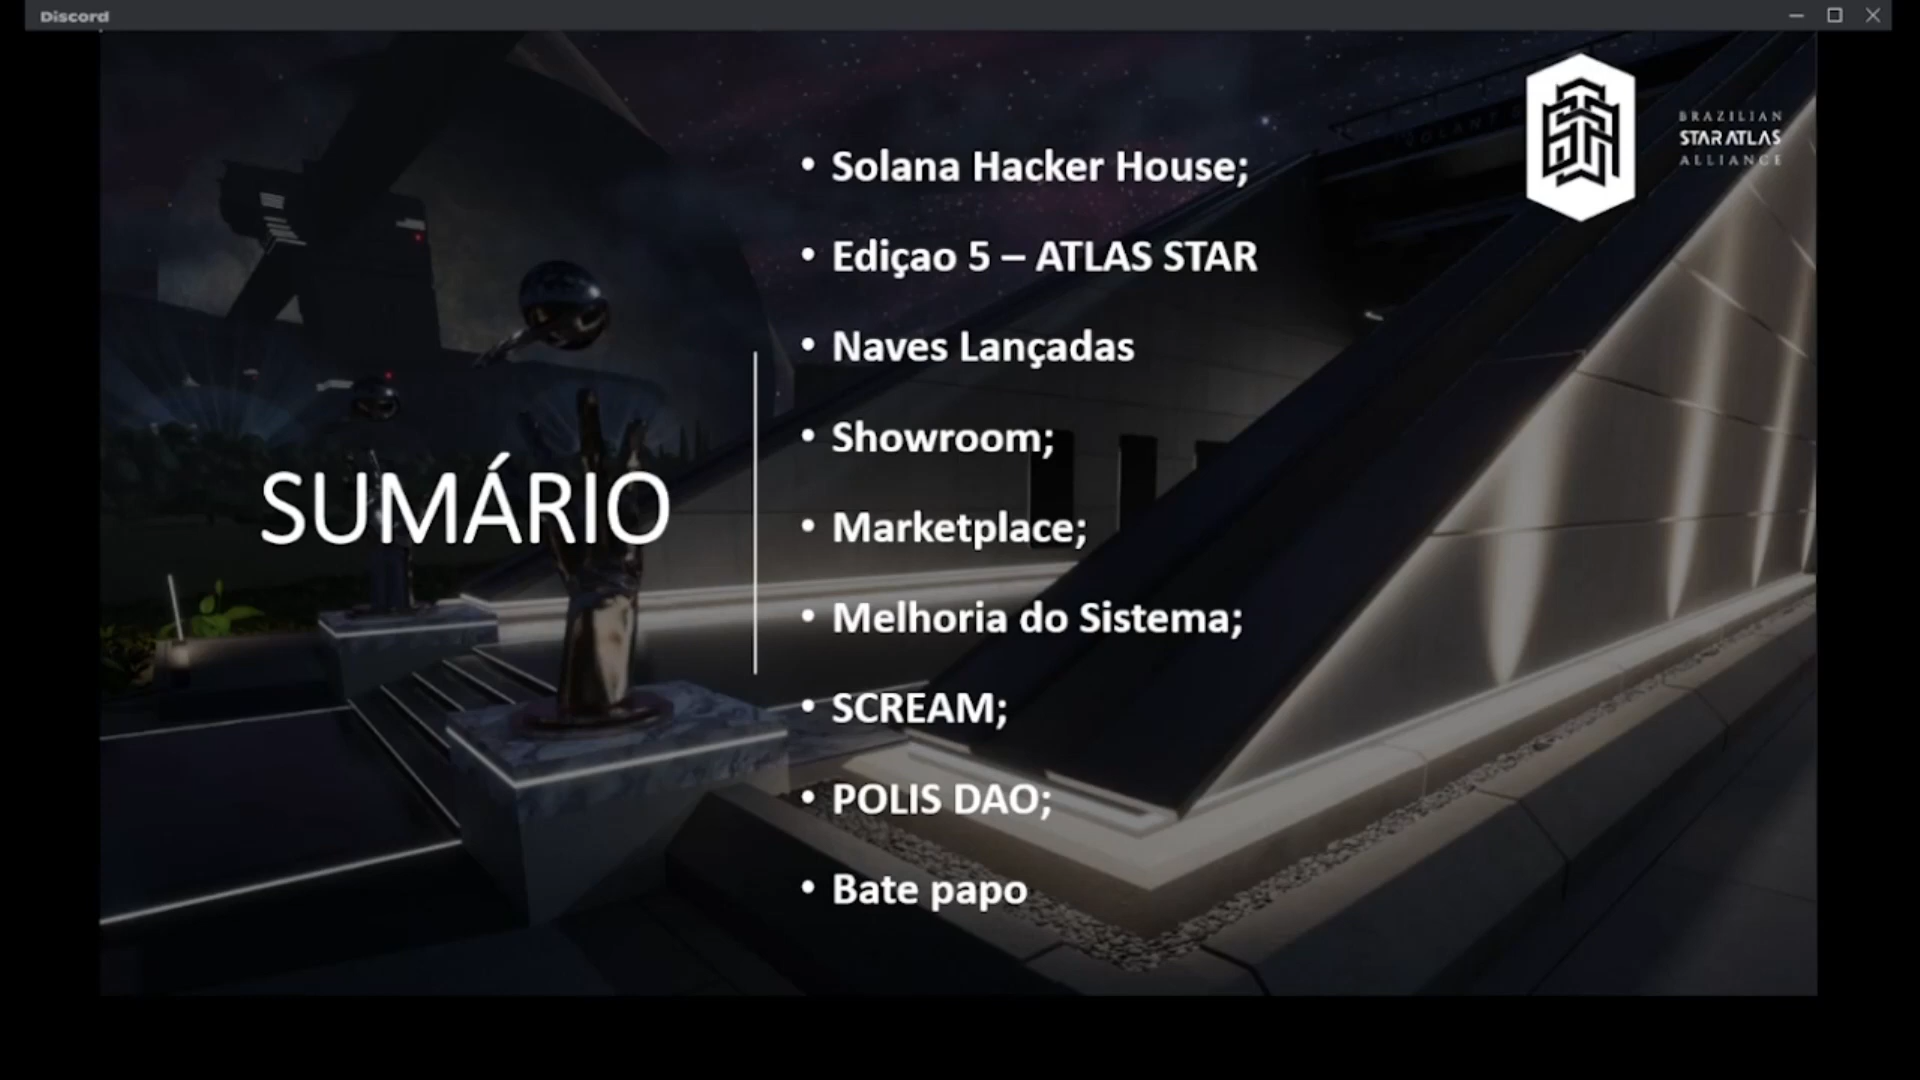 Discord
BRAZILIAN
STAR ATLAS
ALLIANCE
SUMÁRIO
• Solana Hacker House;
• Ediçao 5 – ATLAS STAR
• Naves Lançadas
• Showroom;
• Marketplace;
• Melhoria do Sistema;
• SCREAM;
• POLIS DAO;
• Bate papo